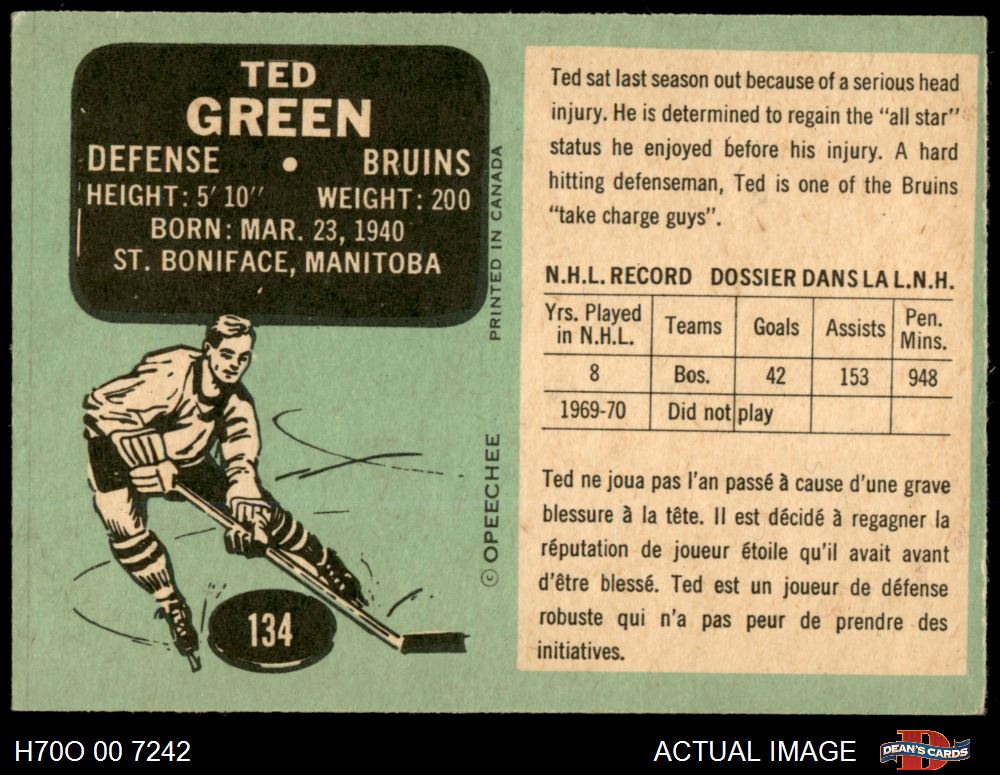 TED
GREEN
DEFENSE • BRUINS
HEIGHT: 5' 10" WEIGHT: 200
BORN: MAR. 23, 1940
ST. BONIFACE, MANITOBA
PRINTED IN CANADA
© OPEECHEE
134
Ted sat last season out because of a serious head
injury. He is determined to regain the "all star"
status he enjoyed before his injury. A hard
hitting defenseman, Ted is one of the Bruins
"take charge guys".
N.H.L. RECORD DOSSIER DANS LA L.N.H.
Yrs. Played in N.H.L. Teams Goals Assists Pen. Mins.
8 Bos. 42 153 948
1969-70 Did not play
Ted ne joua pas l'an passé à cause d'une grave
blessure à la tête. Il est décidé à regagner la
réputation de joueur étoile qu'il avait avant
d'être blessé. Ted est un joueur de défense
robuste qui n'a pas peur de prendre des
initiatives.
H70O 00 7242
ACTUAL IMAGE
DEAN'S CARDS